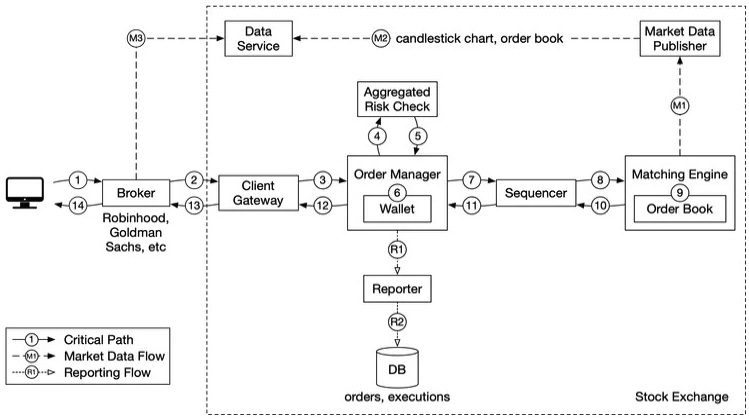 M3
Data
Service
M2
candlestick chart, order book
Market Data
Publisher
Aggregated
Risk Check
M1
4
5
1
2
3
Order Manager
7
8
Matching Engine
Broker
Client
Gateway
6
Wallet
Sequencer
9
Order Book
14
13
12
11
10
Robinhood,
Goldman
Sachs, etc
R1
Reporter
R2
1 Critical Path
M1 Market Data Flow
R1 Reporting Flow
DB
orders, executions
Stock Exchange